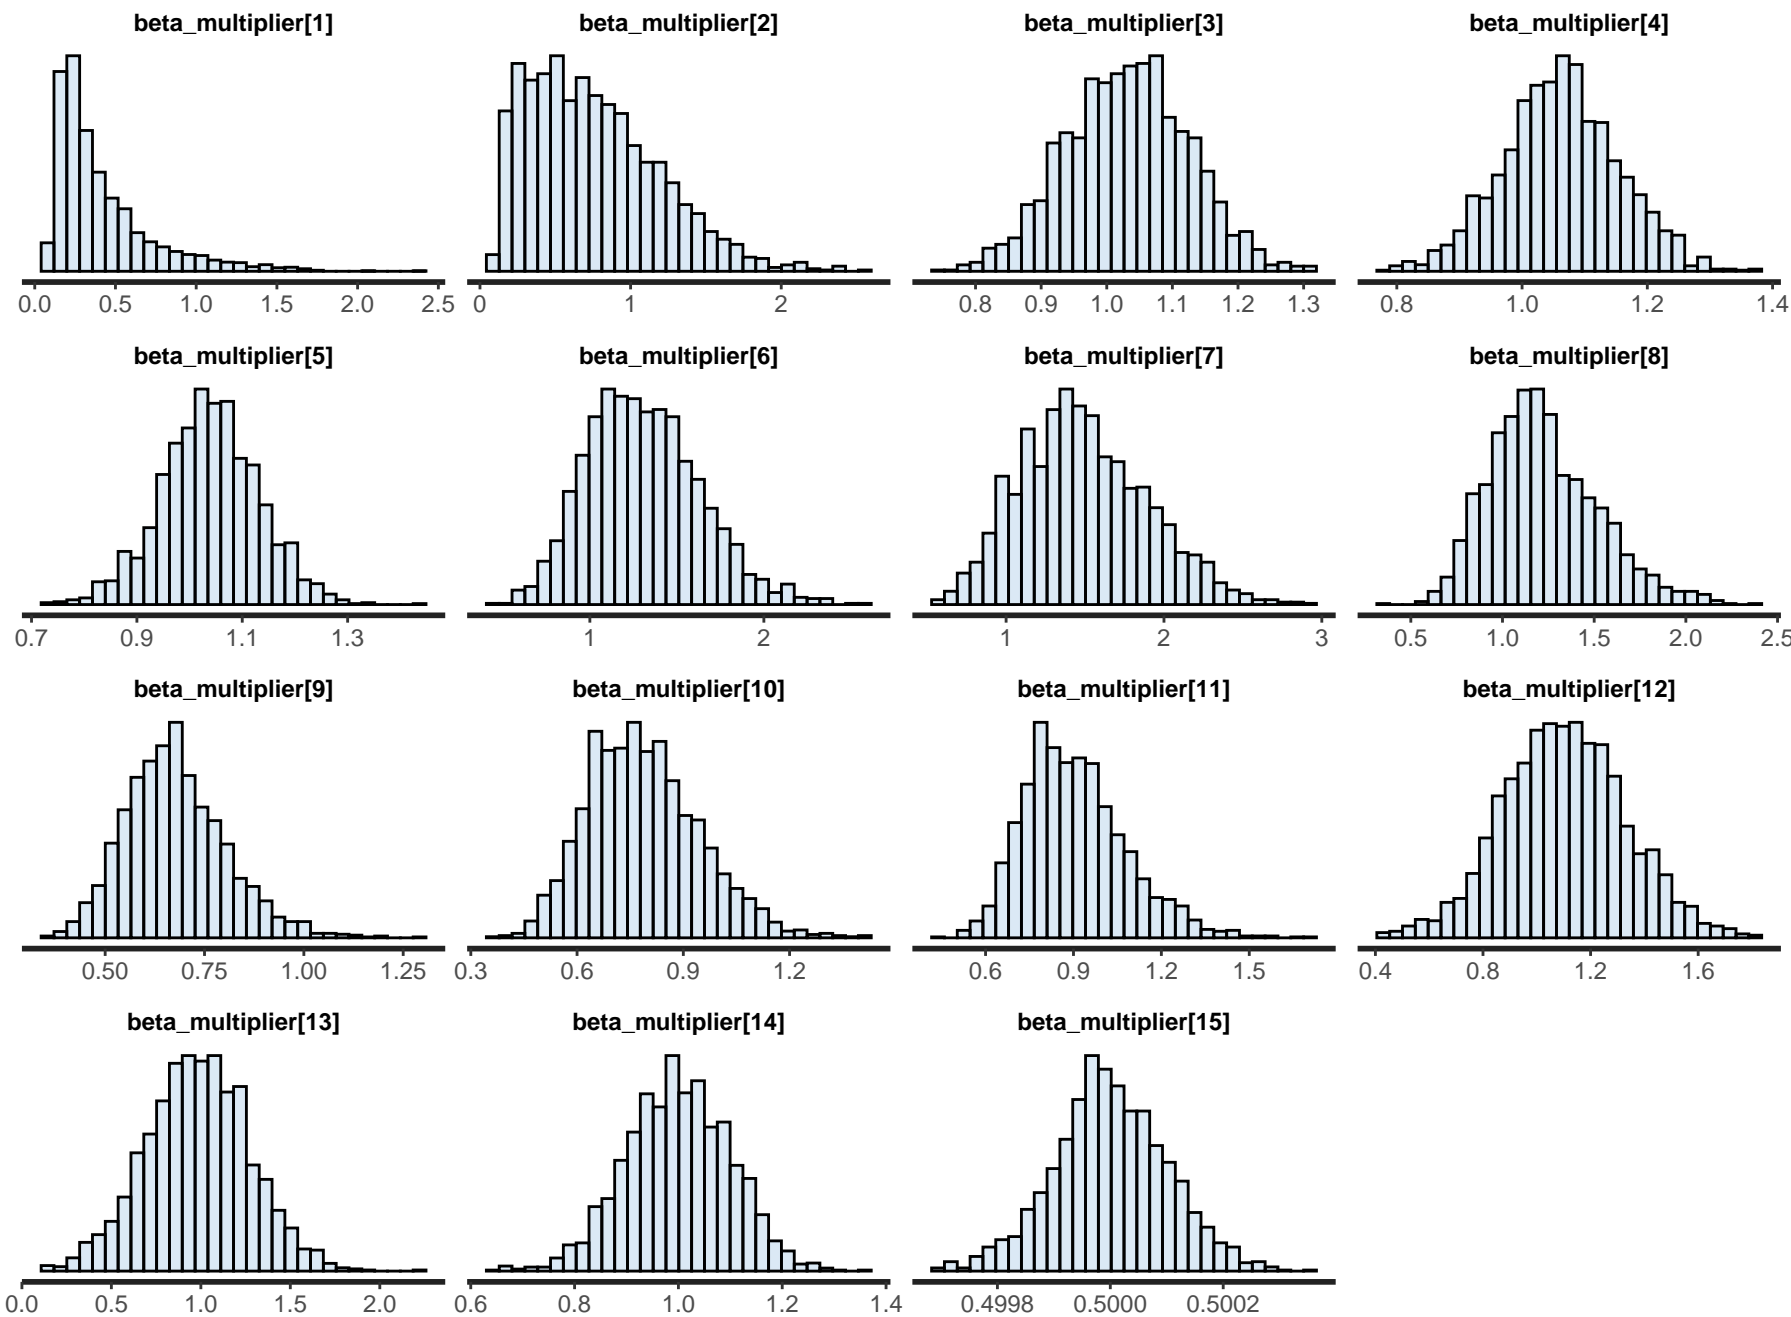 beta_multiplier[1] beta_multiplier[2] beta_multiplier[3] beta_multiplier[4]
0.0 0.5 1.0 1.5 2.0 2.5 0 1 2 0.8 0.9 1.0 1.1 1.2 1.3 0.8 1.0 1.2 1.4
beta_multiplier[5] beta_multiplier[6] beta_multiplier[7] beta_multiplier[8]
0.7 0.9 1.1 1.3 1 2 1 2 3 0.5 1.0 1.5 2.0 2.5
beta_multiplier[9] beta_multiplier[10] beta_multiplier[11] beta_multiplier[12]
0.50 0.75 1.00 1.25 0.3 0.6 0.9 1.2 0.6 0.9 1.2 1.5 0.4 0.8 1.2 1.6
beta_multiplier[13] beta_multiplier[14] beta_multiplier[15]
0.0 0.5 1.0 1.5 2.0 0.6 0.8 1.0 1.2 1.4 0.4998 0.5000 0.5002